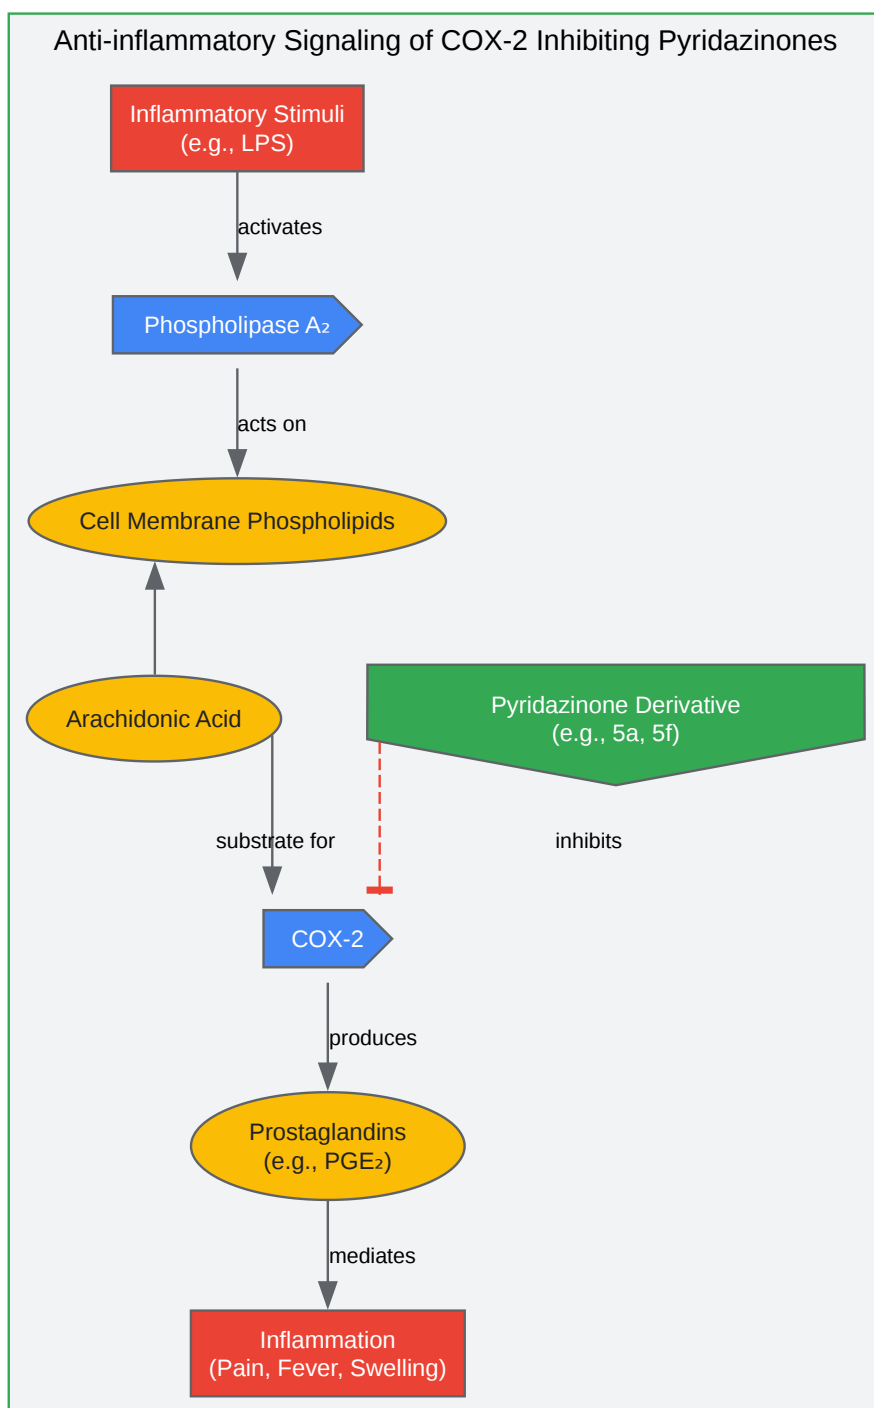 Anti-inflammatory Signaling of COX-2 Inhibiting Pyridazinones
Inflammatory Stimuli
(e.g., LPS)
activates
Phospholipase A₂
acts on
Cell Membrane Phospholipids
Arachidonic Acid
Pyridazinone Derivative
(e.g., 5a, 5f)
substrate for
inhibits
COX-2
produces
Prostaglandins
(e.g., PGE₂)
mediates
Inflammation
(Pain, Fever, Swelling)